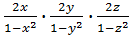 2x/(1−x²) · 2y/(1−y²) · 2z/(1−z²)